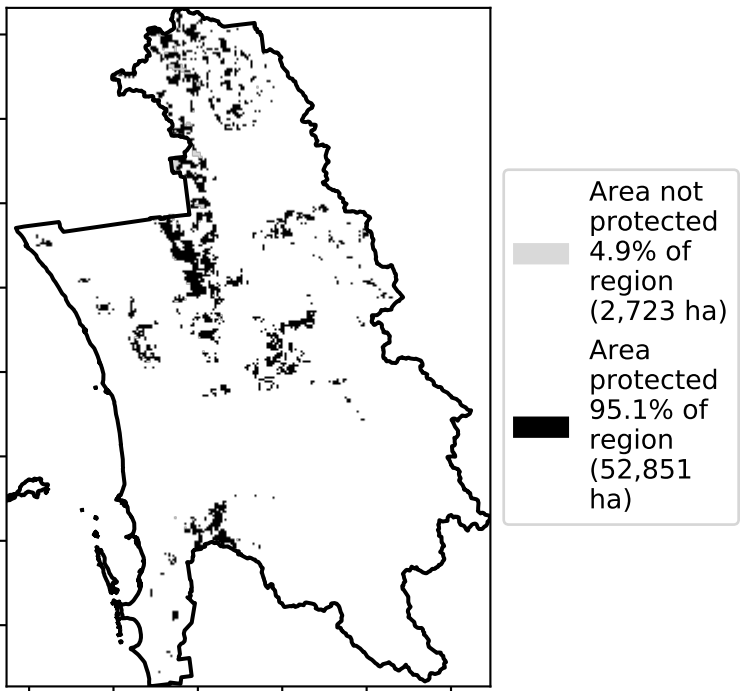 Area not
protected
4.9% of
region
(2,723 ha)
Area
protected
95.1% of
region
(52,851
ha)